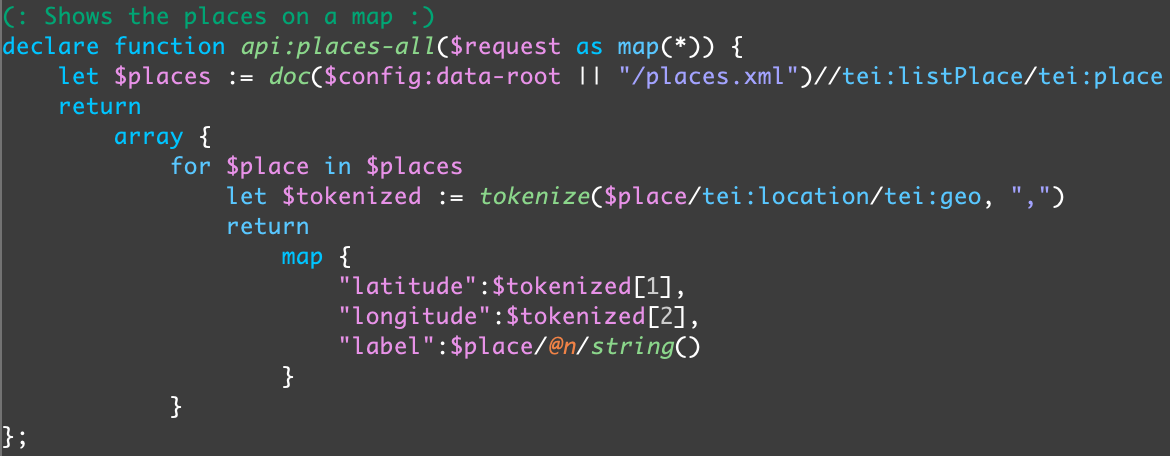 (: Shows the places on a map :)
declare function api:places-all($request as map(*)) {
    let $places := doc($config:data-root || "/places.xml")//tei:listPlace/tei:place
    return
        array {
            for $place in $places
                let $tokenized := tokenize($place/tei:location/tei:geo, ",")
                return
                    map {
                        "latitude":$tokenized[1],
                        "longitude":$tokenized[2],
                        "label":$place/@n/string()
                    }
            }
};